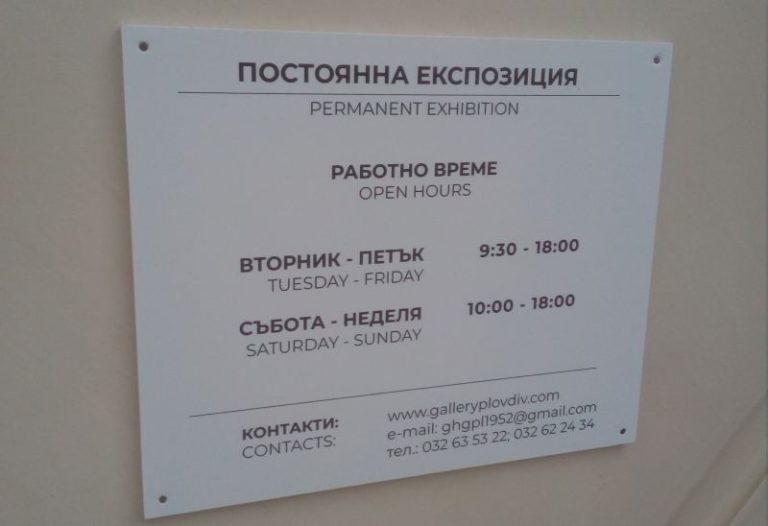 ПОСТОЯННА ЕКСПОЗИЦИЯ
PERMANENT EXHIBITION
РАБОТНО ВРЕМЕ
OPEN HOURS
ВТОРНИК - ПЕТЪК 9:30 - 18:00
TUESDAY - FRIDAY
СЪБОТА - НЕДЕЛЯ 10:00 - 18:00
SATURDAY - SUNDAY
КОНТАКТИ: www.galleryplovdiv.com
CONTACTS: e-mail: ghgpl1952@gmail.com
тел.: 032 63 53 22; 032 62 24 34